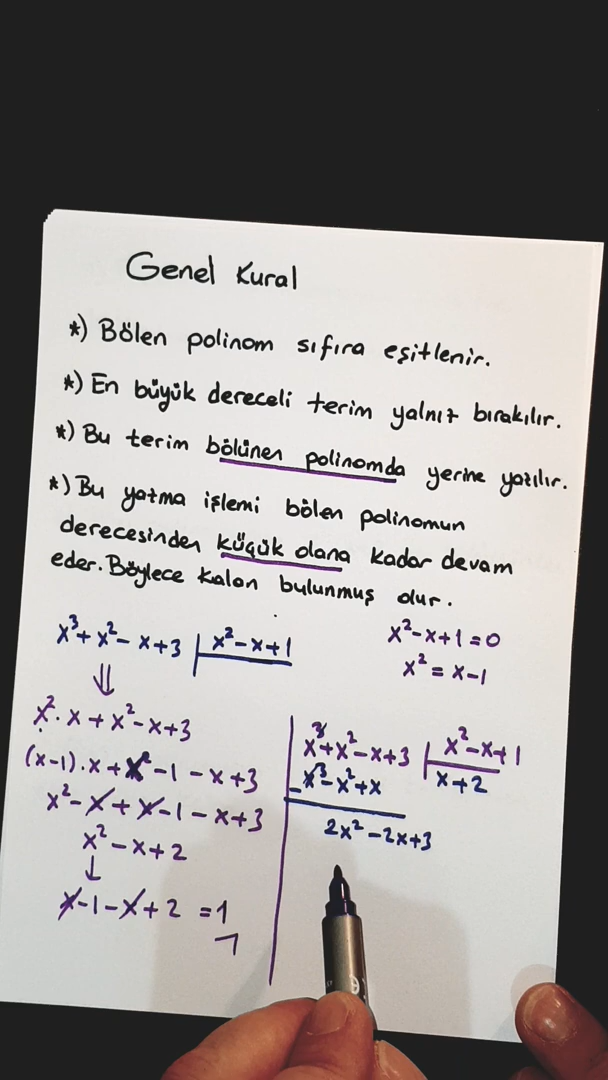 Genel Kural
*) Bölen polinom sıfıra eşitlenir.
*) En büyük dereceli terim yalnız bırakılır.
*) Bu terim bölünen polinomda yerine yazılır.
*) Bu yazma işlemi bölen polinomun
derecesinden küçük olana kadar devam
eder. Böylece kalan bulunmuş olur.
x³+x²-x+3 | x²-x+1
x²-x+1=0
x²=x-1
⇓
x².x+x²-x+3
(x-1).x+x-1-x+3
x²-x+x-1-x+3
x²-x+2
↓
x-1-x+2=1
x³+x²-x+3 | x²-x+1
-x³-x²+x
x+2
2x²-2x+3